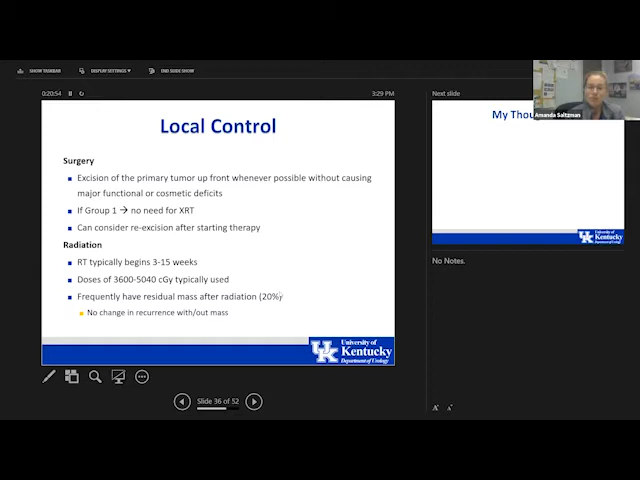 SHOW TASKBAR DISPLAY SETTINGS ▾ END SLIDE SHOW
0:20:54
3:29 PM
Local Control
Surgery
Excision of the primary tumor up front whenever possible without causing
major functional or cosmetic deficits
If Group 1 → no need for XRT
Can consider re-excision after starting therapy
Radiation
RT typically begins 3-15 weeks
Doses of 3600-5040 cGy typically used
Frequently have residual mass after radiation (20%)
No change in recurrence with/out mass
UK
University of
Kentucky
Department of Urology
Slide 36 of 52
Next slide
My Thou
Amanda Saltzman
UK
University of
Kentucky
Department of Urology
No Notes.
A A